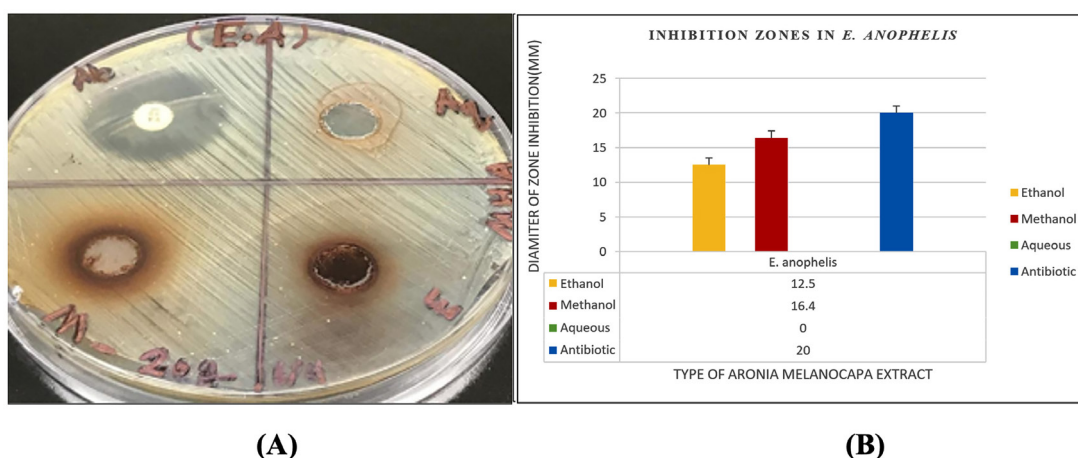 (E.A)
M
E
INHIBITION ZONES IN E. ANOPHELIS
DIAMITER OF ZONE INHIBITION(MM)
25
20
15
10
5
0
E. anophelis
Ethanol 12.5
Methanol 16.4
Aqueous 0
Antibiotic 20
TYPE OF ARONIA MELANOCAPA EXTRACT
Ethanol
Methanol
Aqueous
Antibiotic
(A)
(B)